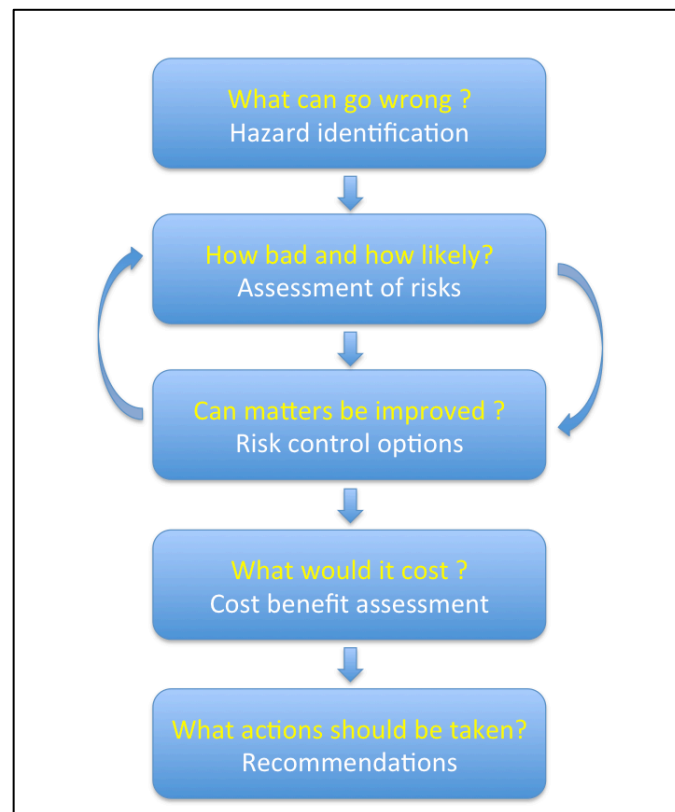 What can go wrong ?
Hazard identification
How bad and how likely?
Assessment of risks
Can matters be improved ?
Risk control options
What would it cost ?
Cost benefit assessment
What actions should be taken?
Recommendations